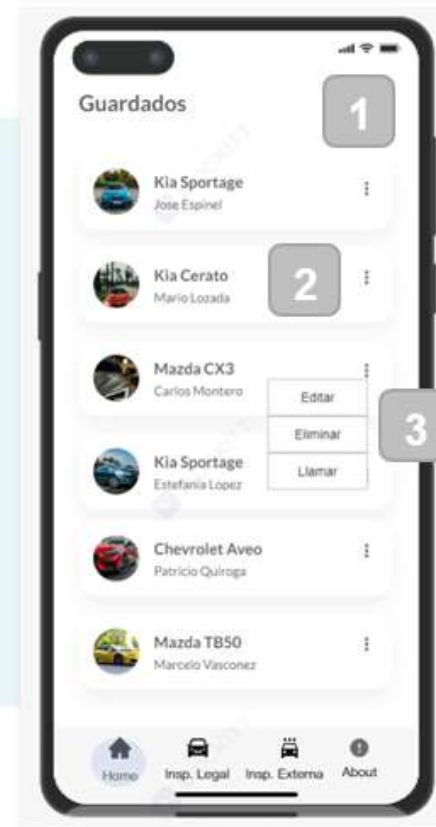 Guardados
1
Kia Sportage
Jose Espinel
Kia Cerato
Mario Lozada
2
Mazda CX3
Carlos Montero
Editar
Eliminar
Llamar
3
Kia Sportage
Estefania Lopez
Chevrolet Aveo
Patricio Quiroga
Mazda TB50
Marcelo Vasconez
Home
Insp. Legal
Insp. Externa
About